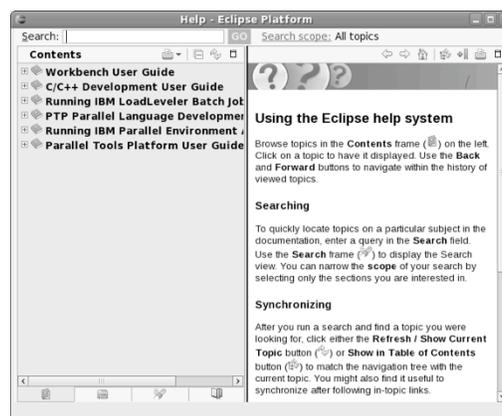 Help - Eclipse Platform
Search:
GO
Search scope: All topics
Contents
Workbench User Guide
C/C++ Development User Guide
Running IBM LoadLeveler Batch Jo
PTP Parallel Language Developme
Running IBM Parallel Environment
Parallel Tools Platform User Guide
???
Using the Eclipse help system
Browse topics in the Contents frame () on the left.
Click on a topic to have it displayed. Use the Back
and Forward buttons to navigate within the history of
viewed topics.
Searching
To quickly locate topics on a particular subject in the
documentation, enter a query in the Search field.
Use the Search frame () to display the Search
view. You can narrow the scope of your search by
selecting only the sections you are interested in.
Synchronizing
After you run a search and find a topic you were
looking for, click either the Refresh / Show Current
Topic button () or Show in Table of Contents
button () to match the navigation tree with the
current topic. You might also find it useful to
synchronize after following in-topic links.